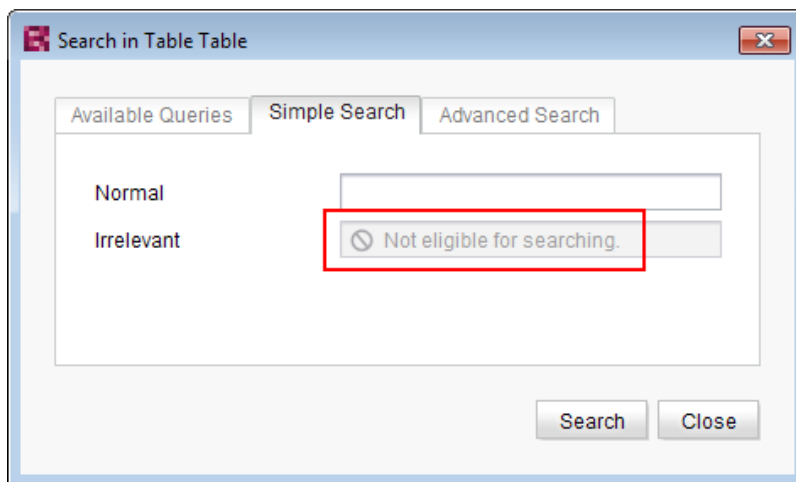 Search in Table Table
Available Queries Simple Search Advanced Search
Normal
Irrelevant Not eligible for searching.
Search Close